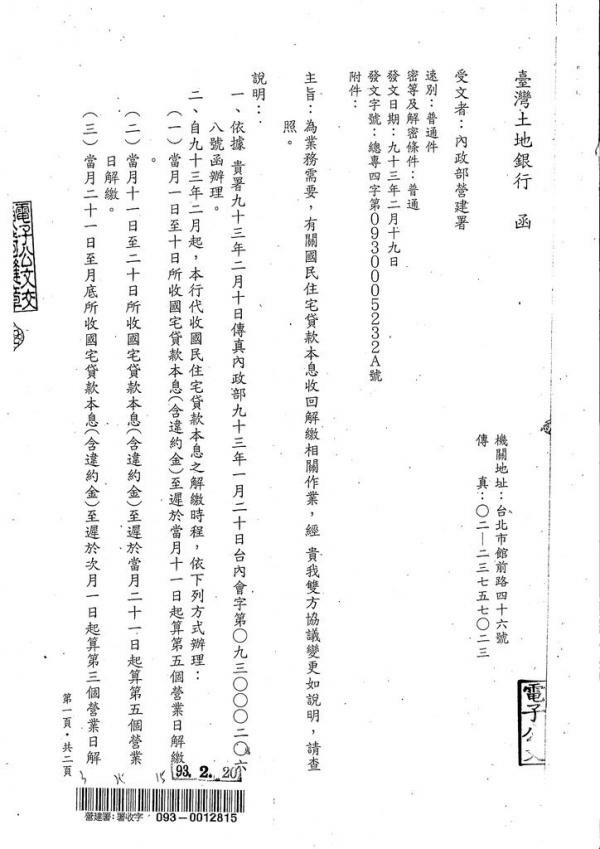 臺灣土地銀行　函
機關地址：台北市館前路四十六號
傳　真：〇二—二三七五七〇二三
受文者：內政部營建署
速別：普通件
密等及解密條件：普通
發文日期：九十三年二月十九日
發文字號：總專四字第0930005232A號
附件：
主旨：為業務需要，有關國民住宅貸款本息收回解繳相關作業，經 貴我雙方協議變更如說明，請查
照。
說明：
一、依據 貴署九十三年二月十日傳真內政部九十三年一月二十日台內會字第〇九三〇〇〇二〇六
八號函辦理。
二、自九十三年二月起，本行代收國民住宅貸款本息之解繳時程，依下列方式辦理：
（一）當月一日至十日所收國宅貸款本息(含違約金)至遲於當月十一日起算第五個營業日解繳
。
（二）當月十一日至二十日所收國宅貸款本息(含違約金)至遲於當月二十一日起算第五個營業
日解繳。
（三）當月二十一日至月底所收國宅貸款本息(含違約金)至遲於次月一日起算第三個營業日解
第一頁・共二頁
電子公文
電子公文交
93. 2. 20
營建署:署收字 093-0012815